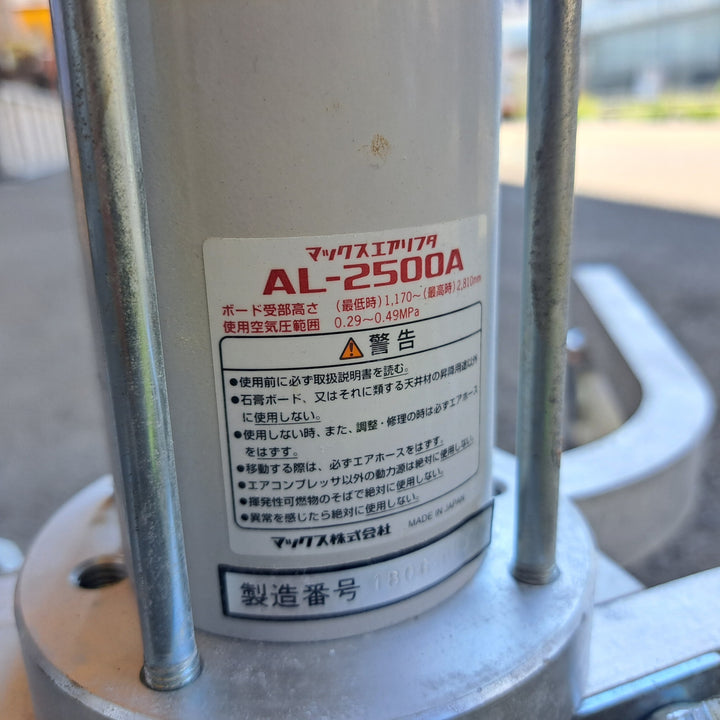 マックスエアリフタ
AL-2500A
ボード受部高さ (最低時)1,170～(最高時)2,810mm
使用空気圧範囲 0.29～0.49MPa
警告
●使用前に必ず取扱説明書を読む。
●石膏ボード、又はそれに類する天井材の昇降用途以外
に使用しない。
●使用しない時、また、調整・修理の時は必ずエアホース
をはずす。
●移動する際は、必ずエアホースをはずす。
●エアコンプレッサ以外の動力源は絶対に使用しない。
●揮発性可燃物のそばで絶対に使用しない。
●異常を感じたら絶対に使用しない。
マックス株式会社 MADE IN JAPAN
製造番号